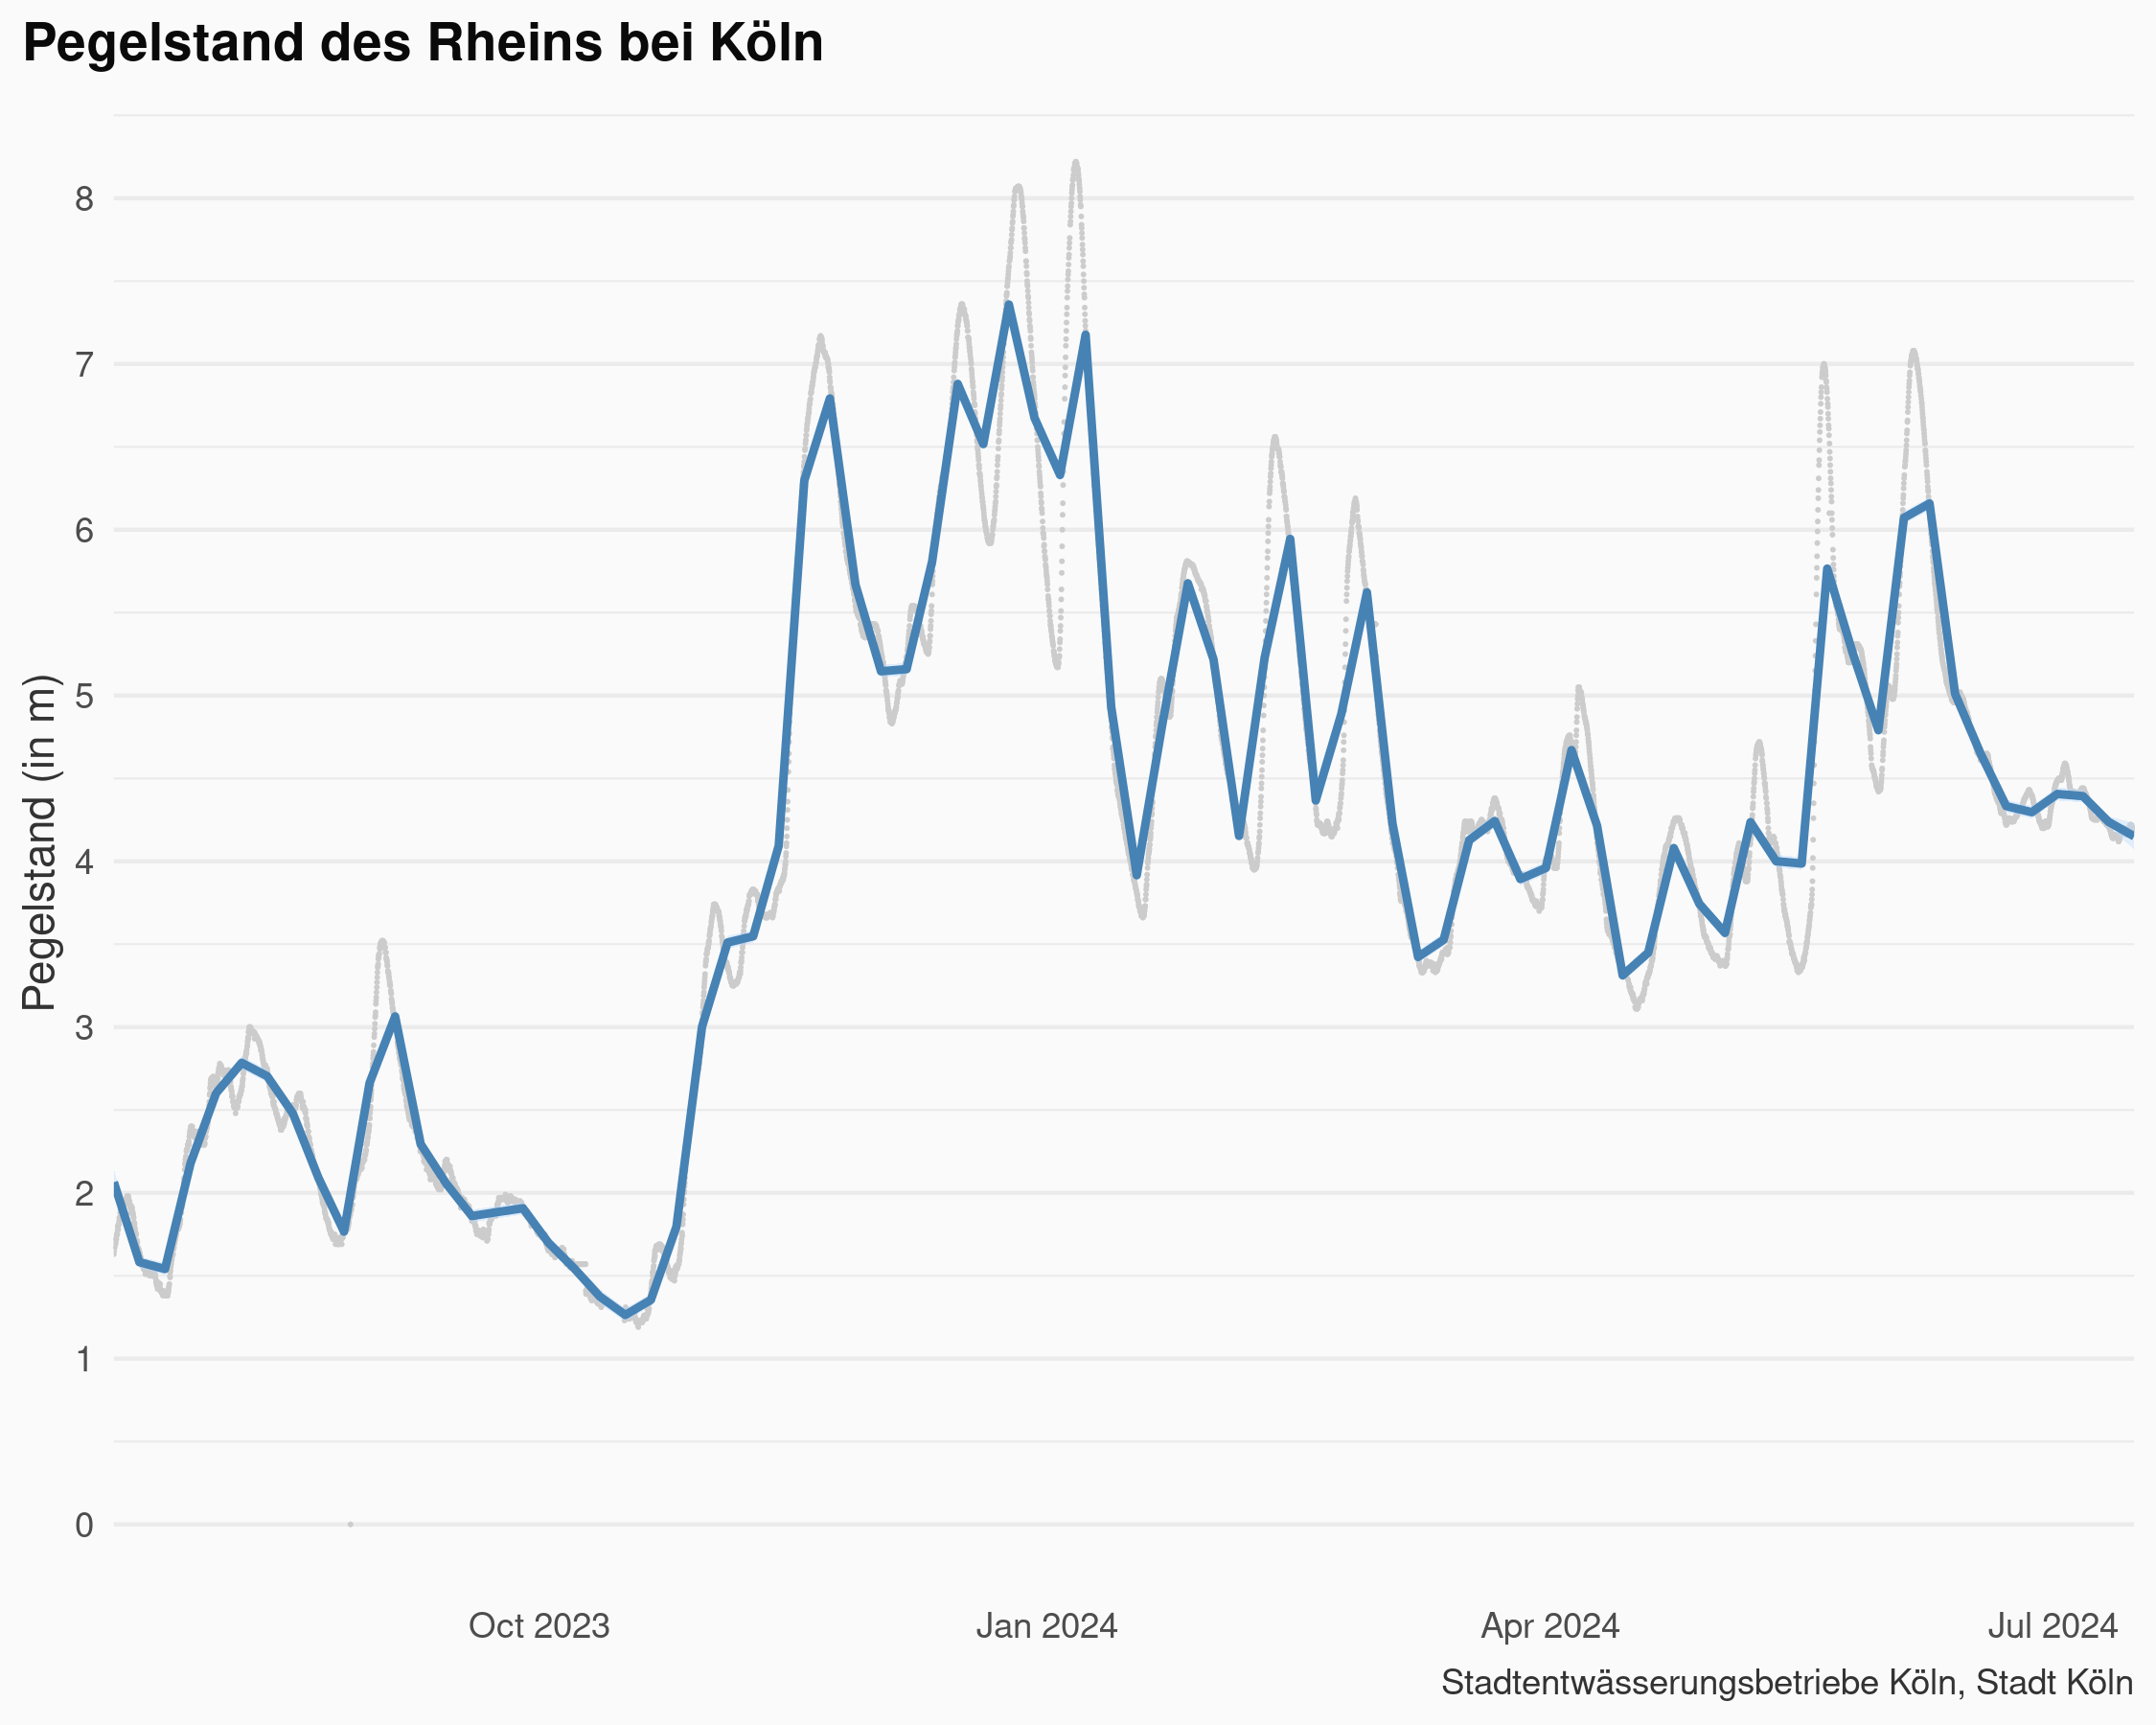 Pegelstand des Rheins bei Köln
Pegelstand (in m)
8
7
6
5
4
3
2
1
0
Oct 2023
Jan 2024
Apr 2024
Jul 2024
Stadtentwässerungsbetriebe Köln, Stadt Köln